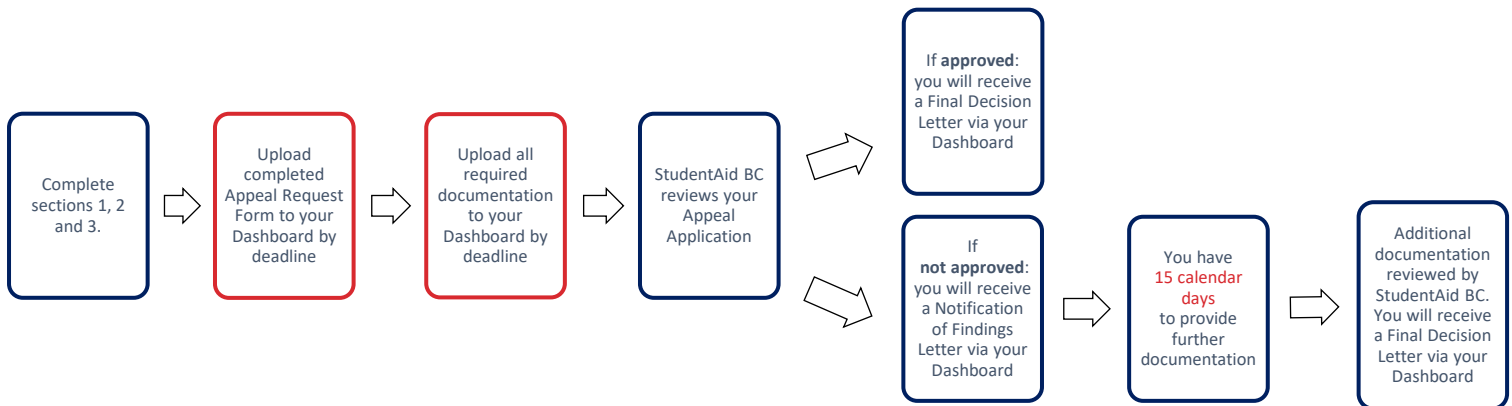 Complete
sections 1, 2
and 3.
Upload
completed
Appeal Request
Form to your
Dashboard by
deadline
Upload all
required
documentation
to your
Dashboard by
deadline
StudentAid BC
reviews your
Appeal
Application
If approved:
you will receive
a Final Decision
Letter via your
Dashboard
If
not approved:
you will receive
a Notification
of Findings
Letter via your
Dashboard
You have
15 calendar
days
to provide
further
documentation
Additional
documentation
reviewed by
StudentAid BC.
You will receive
a Final Decision
Letter via your
Dashboard